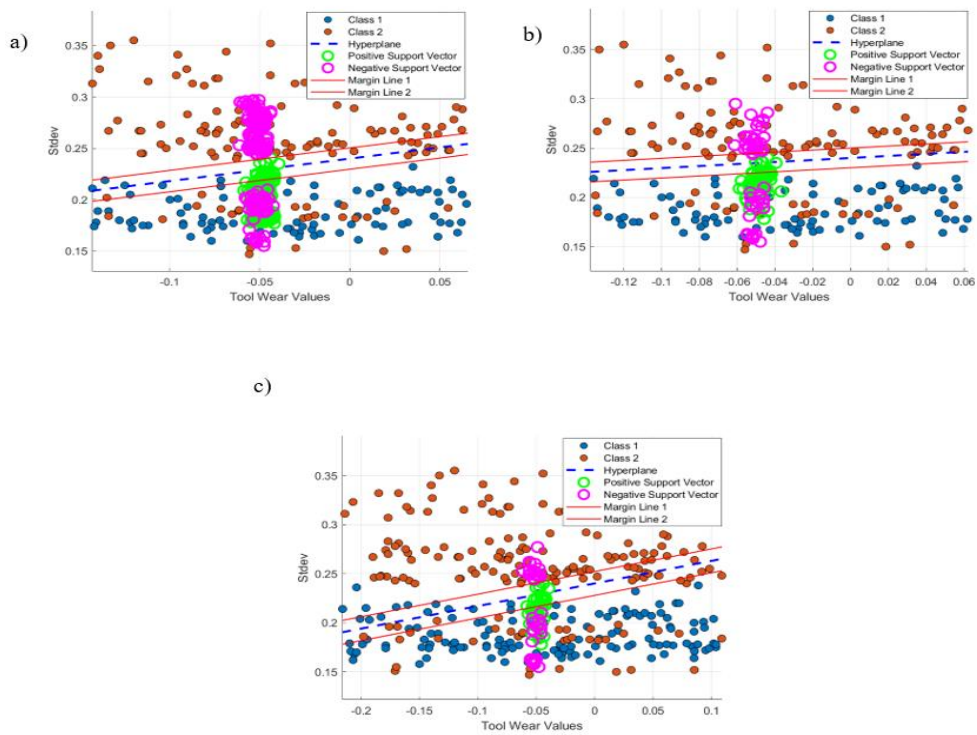 a)
Class 1
Class 2
Hyperplane
Positive Support Vector
Negative Support Vector
Margin Line 1
Margin Line 2
0.35
0.3
0.25
0.2
0.15
Stdev
-0.1
-0.05
0
0.05
Tool Wear Values
b)
Class 1
Class 2
Hyperplane
Positive Support Vector
Negative Support Vector
Margin Line 1
Margin Line 2
0.35
0.3
0.25
0.2
0.15
Stdev
-0.12
-0.1
-0.08
-0.06
-0.04
-0.02
0
0.02
0.04
0.06
Tool Wear Values
c)
Class 1
Class 2
Hyperplane
Positive Support Vector
Negative Support Vector
Margin Line 1
Margin Line 2
0.35
0.3
0.25
0.2
0.15
Stdev
-0.2
-0.15
-0.1
-0.05
0
0.05
0.1
Tool Wear Values